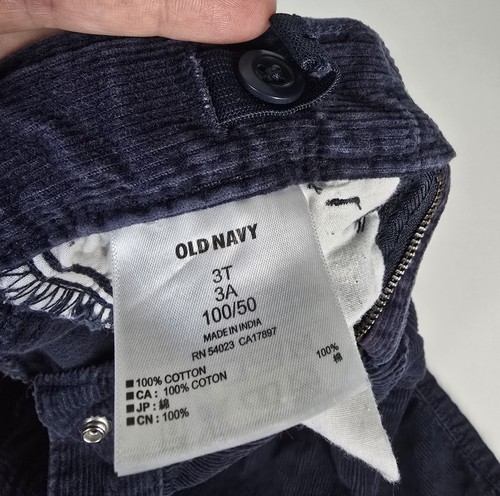 OLD NAVY
3T
3A
100/50
MADE IN INDIA
RN 54023 CA17897
■ 100% COTTON
■ CA : 100% COTON
■ JP : 綿
■ CN : 100%
100%
棉